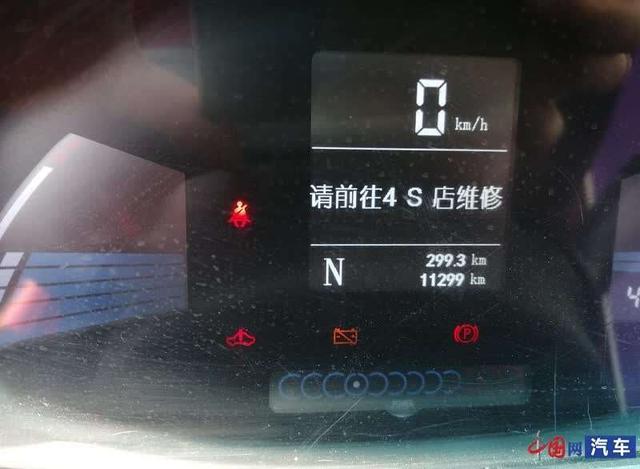 0 km/h
请前往4 S 店维修
N
299.3 km
11299 km
P
中国网 汽车